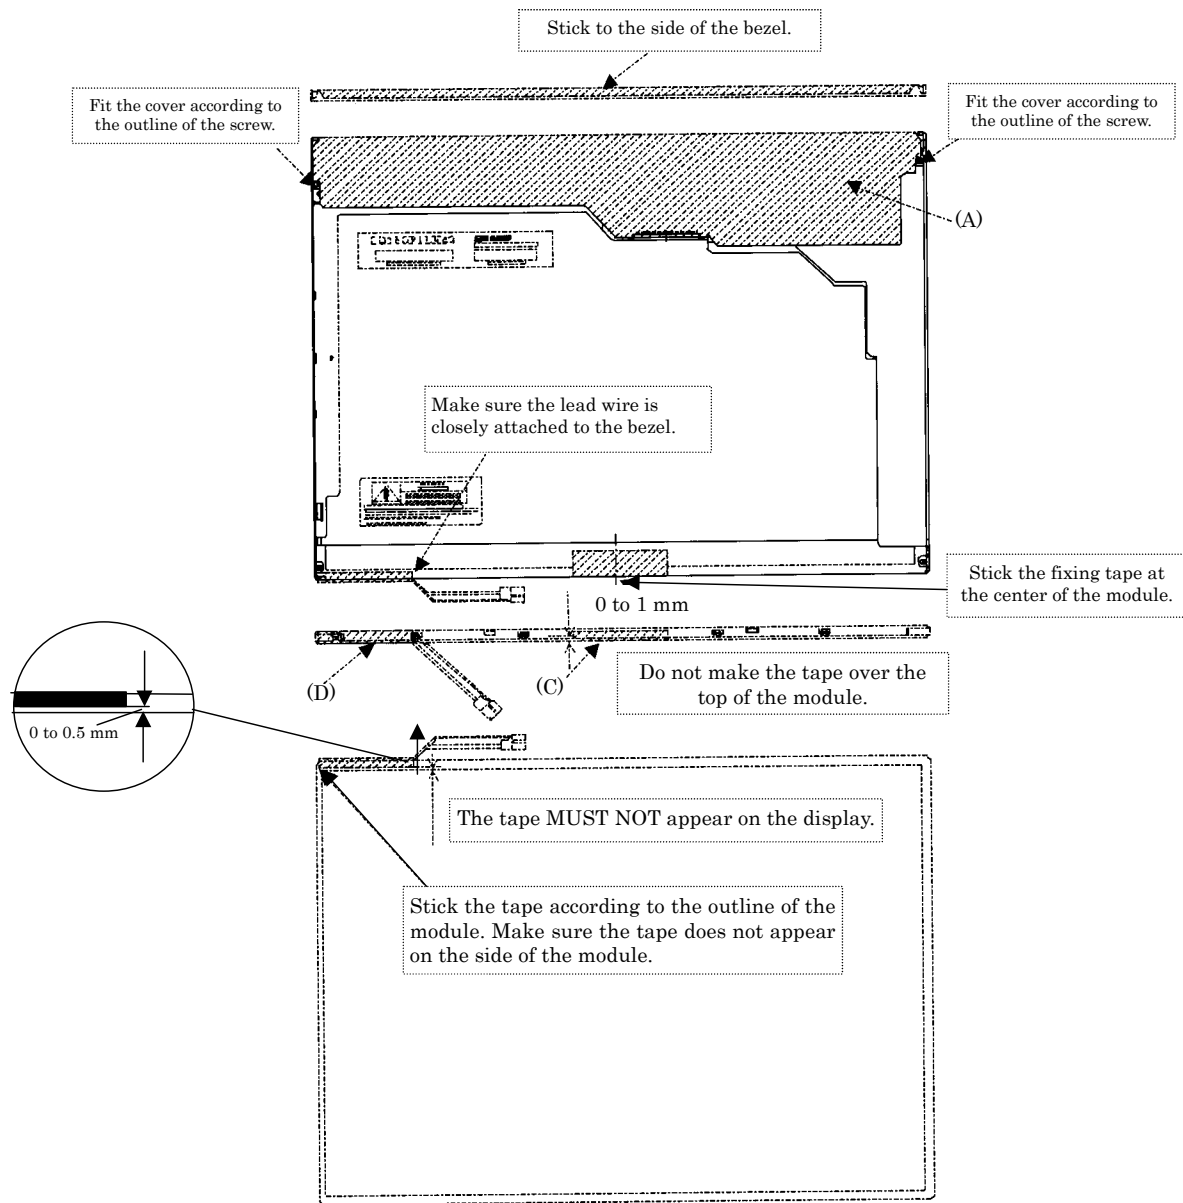 Stick to the side of the bezel.
Fit the cover according to
the outline of the screw.
Fit the cover according to
the outline of the screw.
(A)
Make sure the lead wire is
closely attached to the bezel.
Stick the fixing tape at
the center of the module.
0 to 1 mm
(D)
(C)
Do not make the tape over the
top of the module.
0 to 0.5 mm
The tape MUST NOT appear on the display.
Stick the tape according to the outline of the
module. Make sure the tape does not appear
on the side of the module.